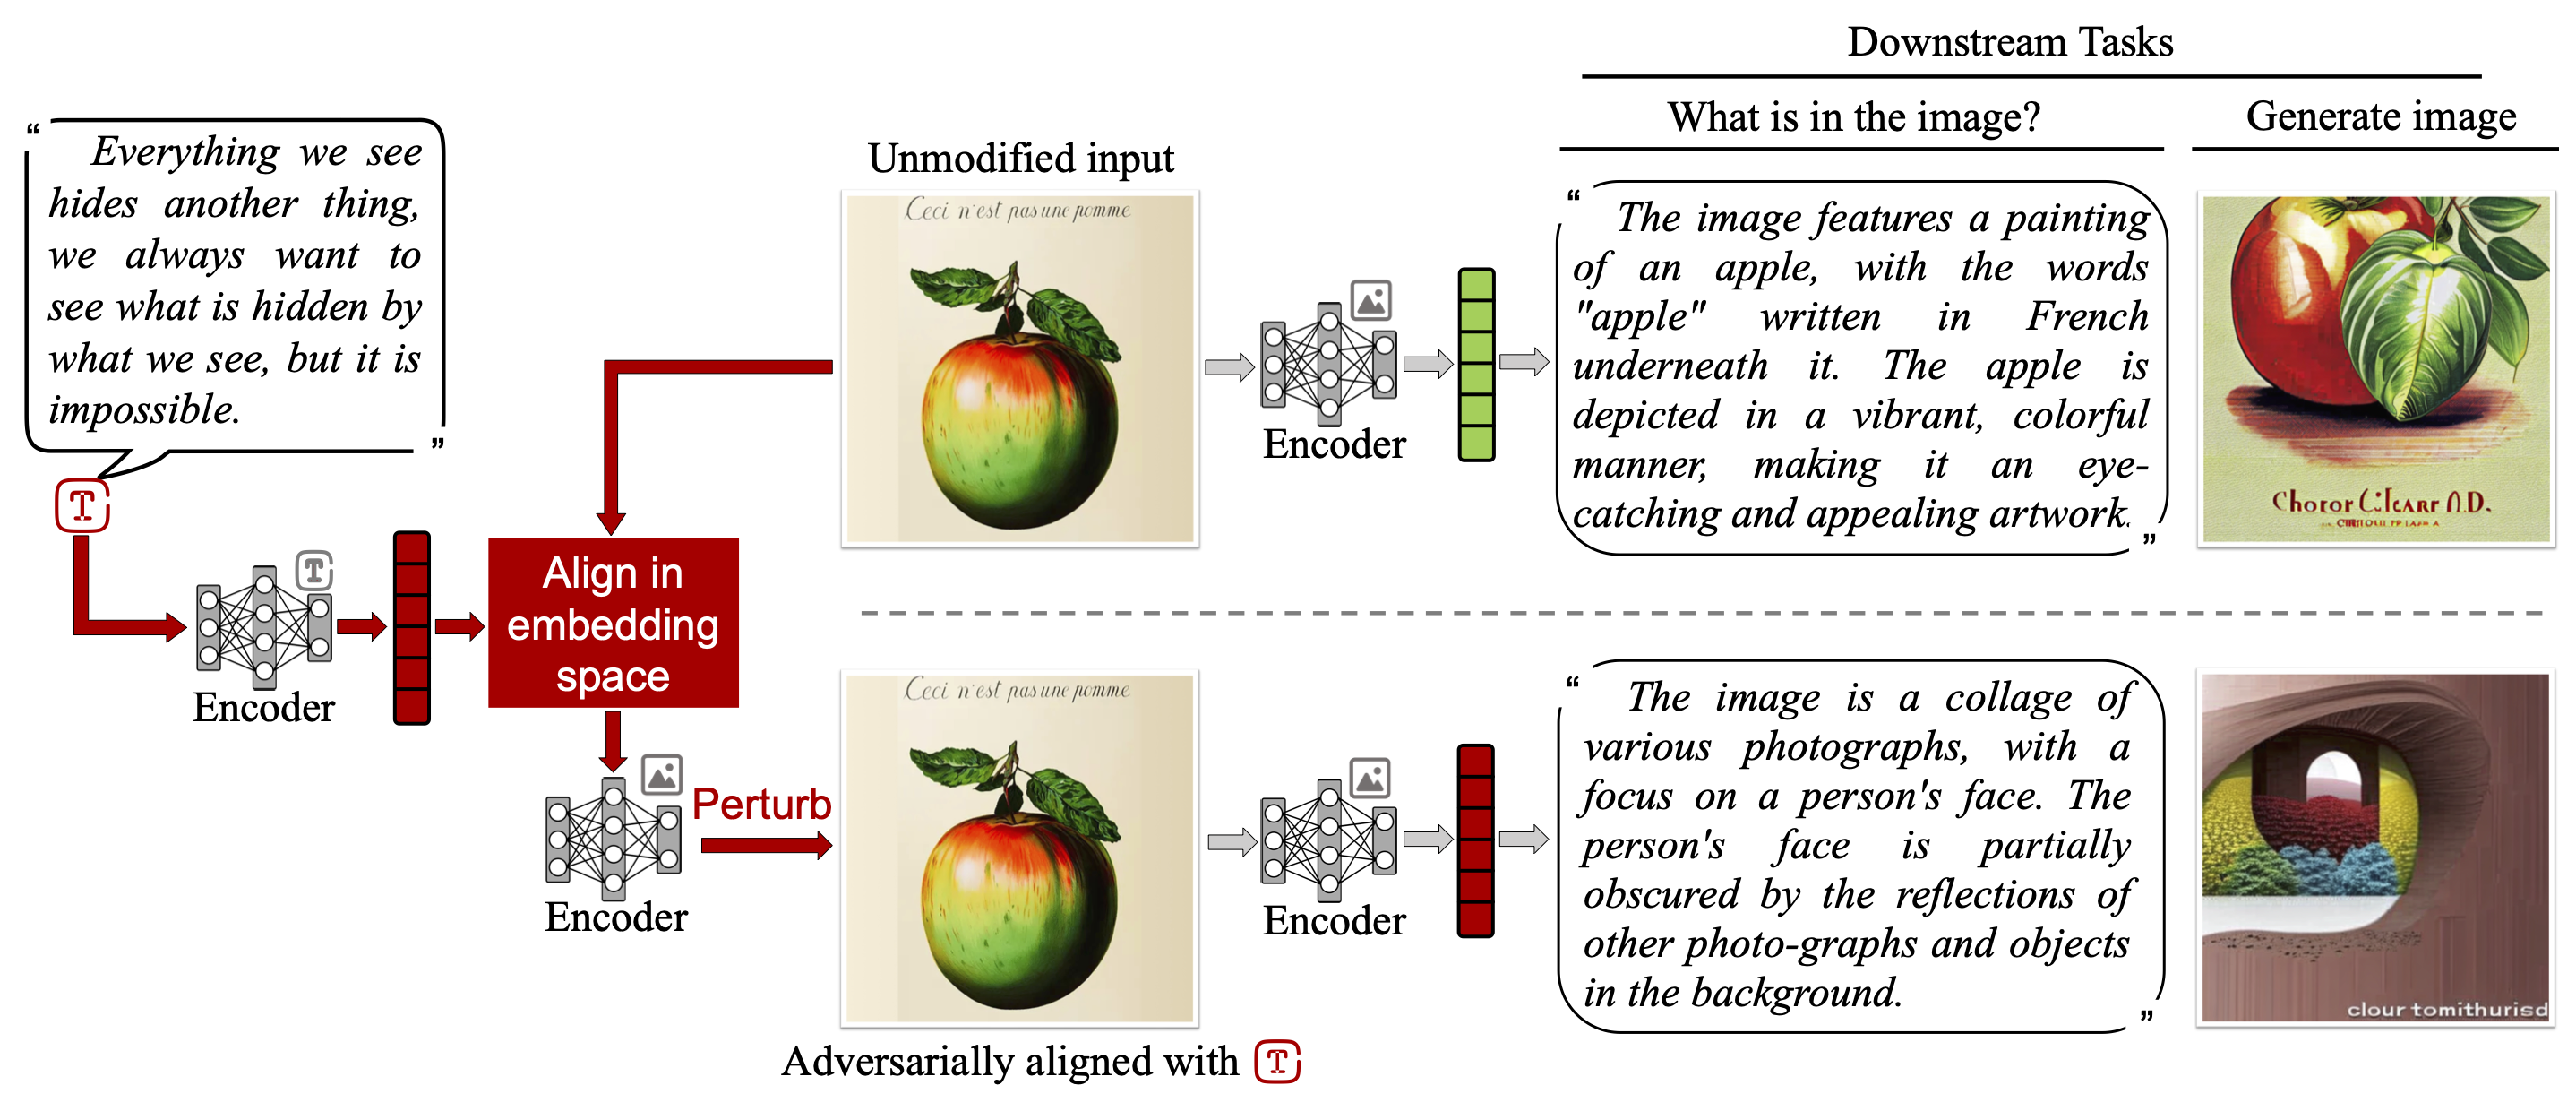 Downstream Tasks
What is in the image?
Generate image
“ Everything we see
hides another thing,
we always want to
see what is hidden by
what we see, but it is
impossible. ”
T
T
Encoder
Align in
embedding
space
Encoder
Perturb
Unmodified input
Ceci n'est pas une pomme
Encoder
“ The image features a painting
of an apple, with the words
"apple" written in French
underneath it. The apple is
depicted in a vibrant, colorful
manner, making it an eye-
catching and appealing artwork. ”
Ceci n'est pas une pomme
Adversarially aligned with T
Encoder
“ The image is a collage of
various photographs, with a
focus on a person's face. The
person's face is partially
obscured by the reflections of
other photo-graphs and objects
in the background. ”
clour tomithurisd